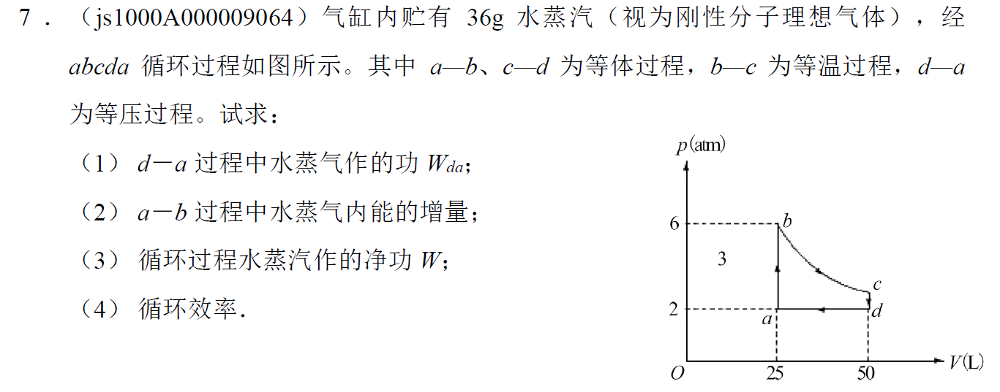 7．（js1000A000009064）气缸内贮有 36g 水蒸汽（视为刚性分子理想气体），经
abcda 循环过程如图所示。其中 a—b、c—d 为等体过程，b—c 为等温过程，d—a
为等压过程。试求：
（1） d－a 过程中水蒸气作的功 Wda；
（2） a－b 过程中水蒸气内能的增量；
（3） 循环过程水蒸汽作的净功 W；
（4） 循环效率．
p(atm)
6
b
3
c
2
a
d
O
25
50
V(L)